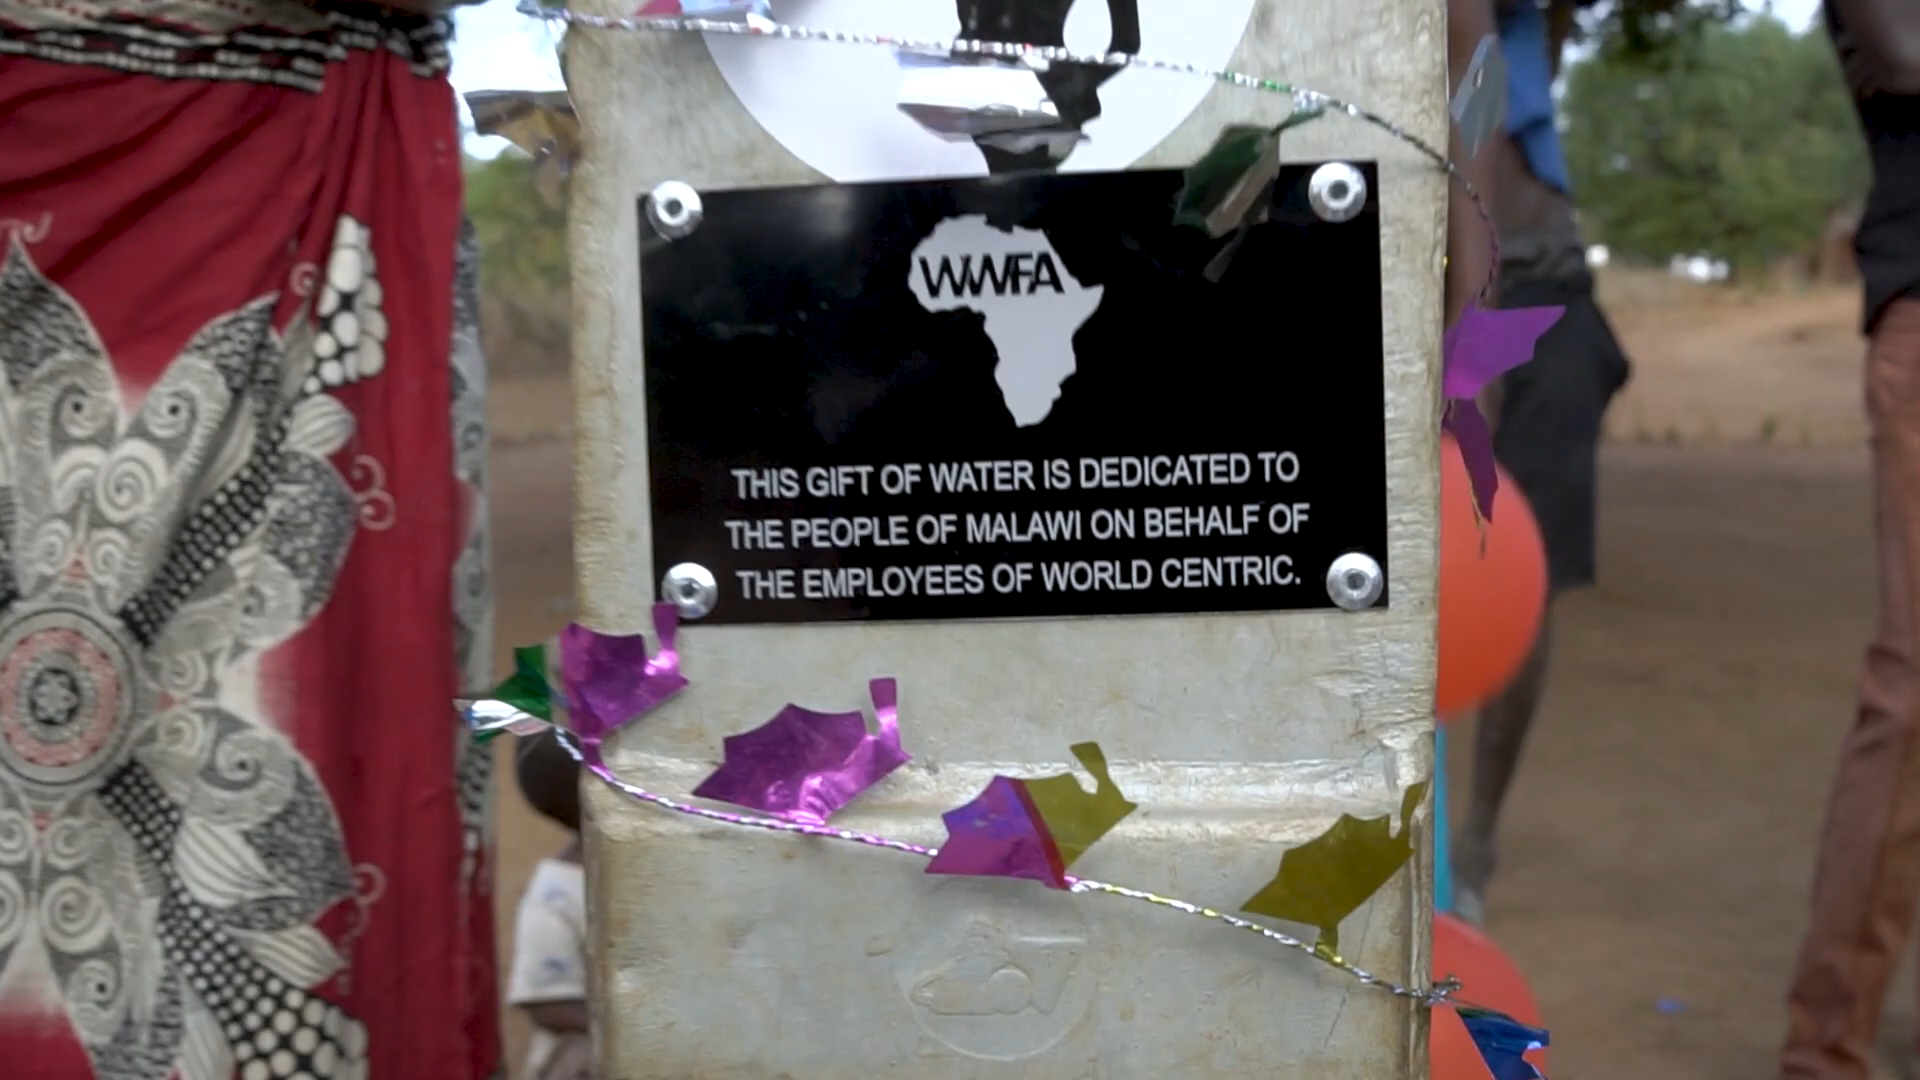 WWFA
THIS GIFT OF WATER IS DEDICATED TO
THE PEOPLE OF MALAWI ON BEHALF OF
THE EMPLOYEES OF WORLD CENTRIC.